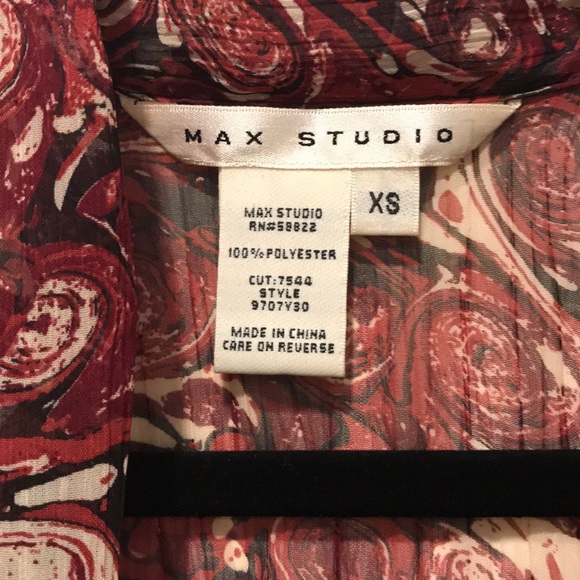 MAX STUDIO
XS
MAX STUDIO
RN#58822
100% POLYESTER
CUT:7544
STYLE
9707Y30
MADE IN CHINA
CARE ON REVERSE